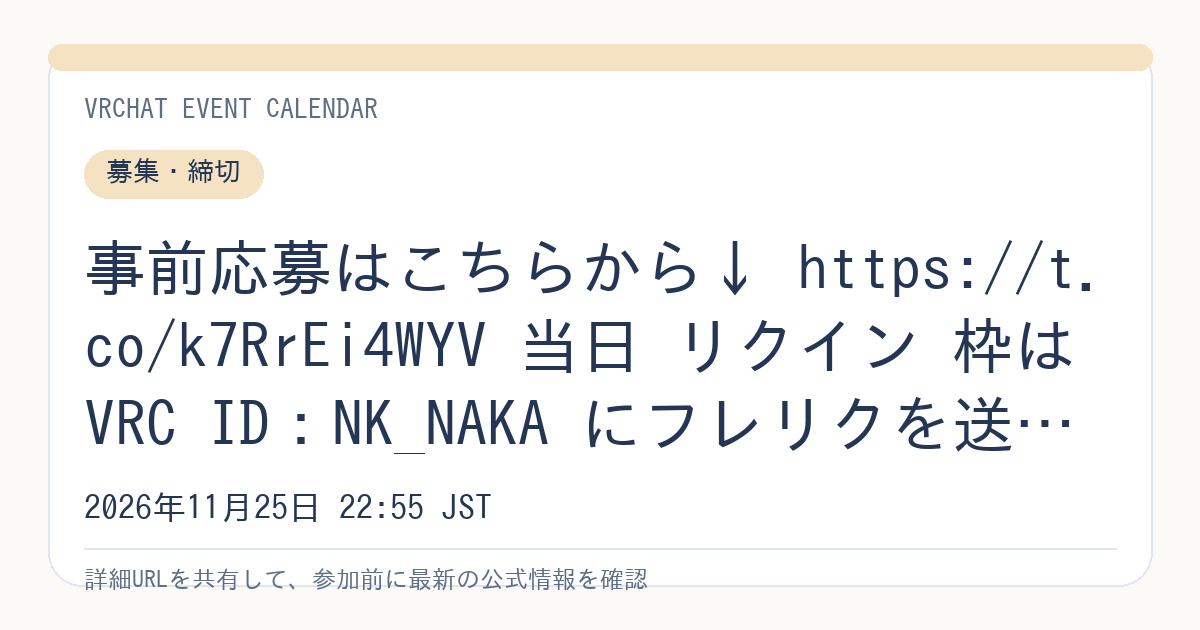 VRCHAT EVENT CALENDAR
募集・締切
事前応募はこちらから↓ https://t.
co/k7RrEi4WYV 当日 リクイン 枠は
VRC ID：NK_NAKA にフレリクを送…
2026年11月25日 22:55 JST
詳細URLを共有して、参加前に最新の公式情報を確認